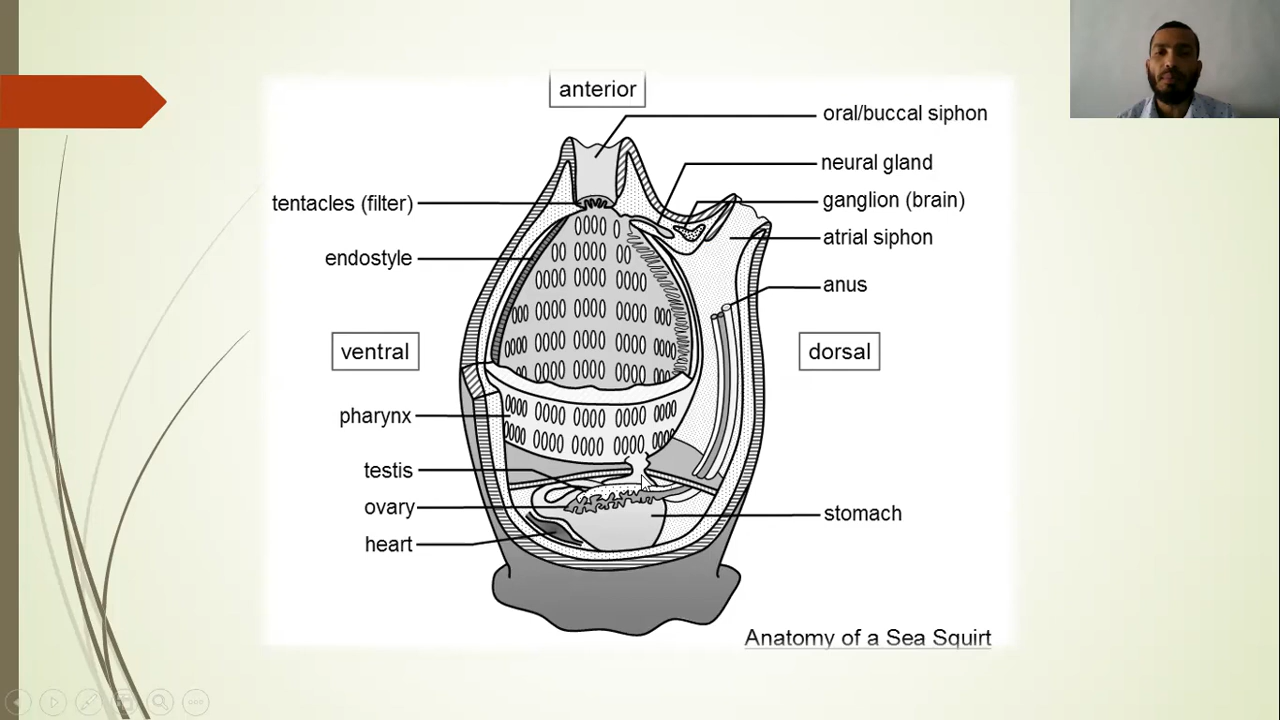 anterior
oral/buccal siphon
neural gland
tentacles (filter)
ganglion (brain)
atrial siphon
endostyle
anus
ventral
dorsal
pharynx
testis
ovary
stomach
heart
Anatomy of a Sea Squirt